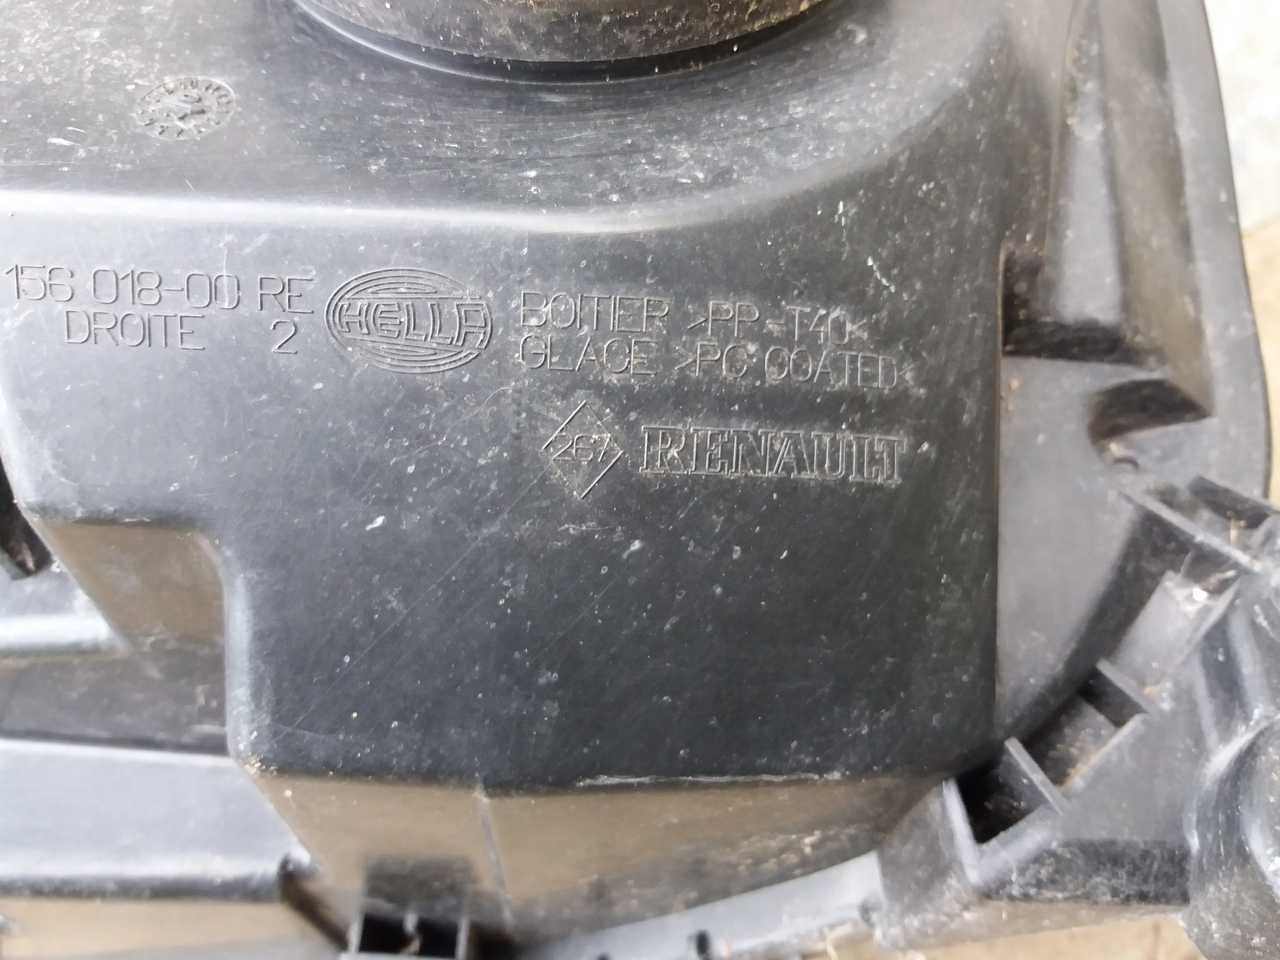 156 018-00 RE
DROITE 2
HELLA
BOITIER >PP-T40<
GLACE >PC COATED<
267 RENAULT